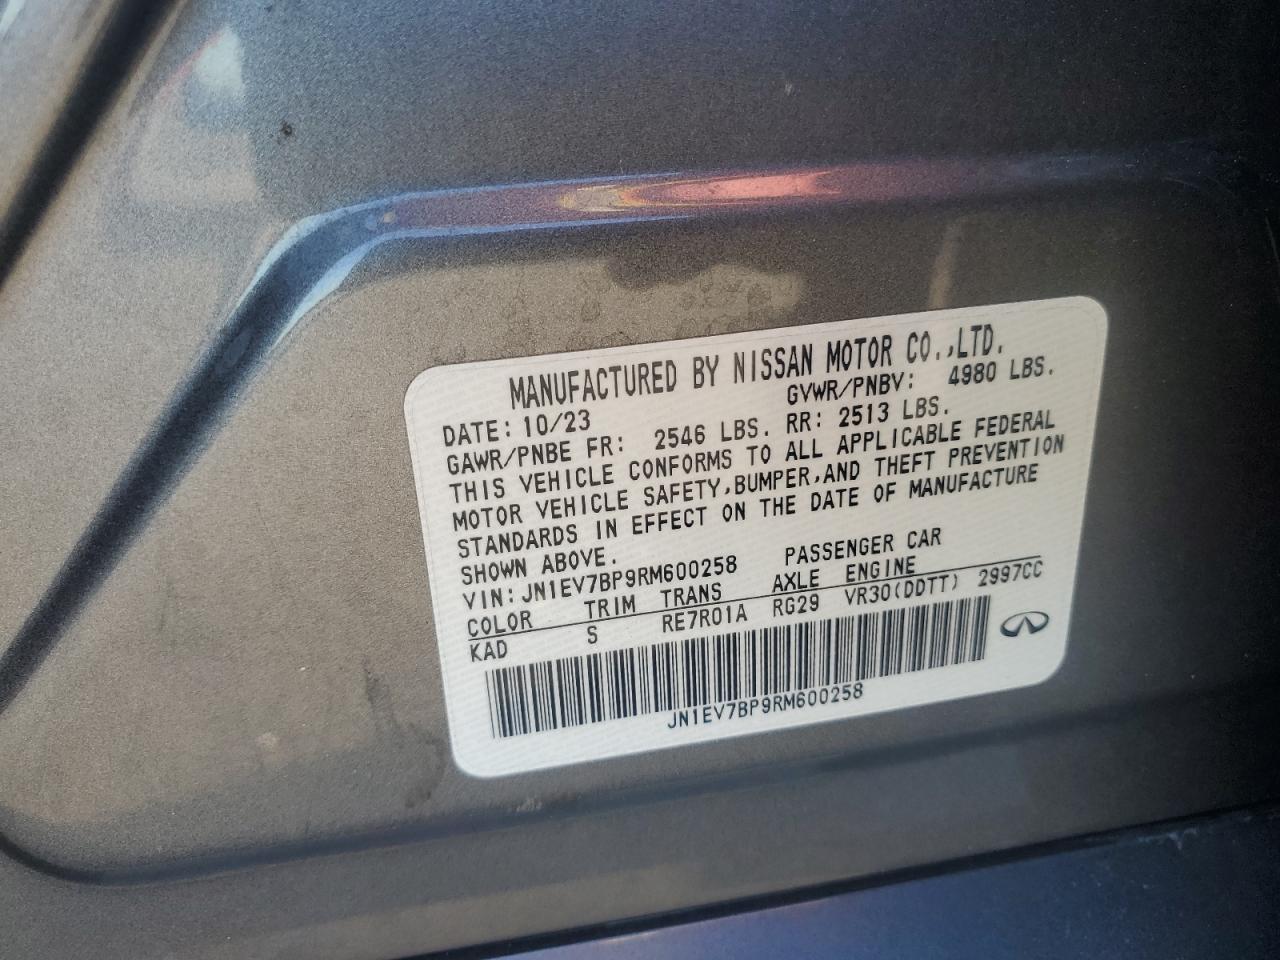 MANUFACTURED BY NISSAN MOTOR CO.,LTD.
DATE: 10/23 GVWR/PNBV: 4980 LBS.
GAWR/PNBE FR: 2546 LBS. RR: 2513 LBS.
THIS VEHICLE CONFORMS TO ALL APPLICABLE FEDERAL
MOTOR VEHICLE SAFETY,BUMPER,AND THEFT PREVENTION
STANDARDS IN EFFECT ON THE DATE OF MANUFACTURE
SHOWN ABOVE.
VIN: JN1EV7BP9RM600258 PASSENGER CAR
COLOR TRIM TRANS AXLE ENGINE
KAD S RE7R01A RG29 VR30(DDTT) 2997CC
JN1EV7BP9RM600258